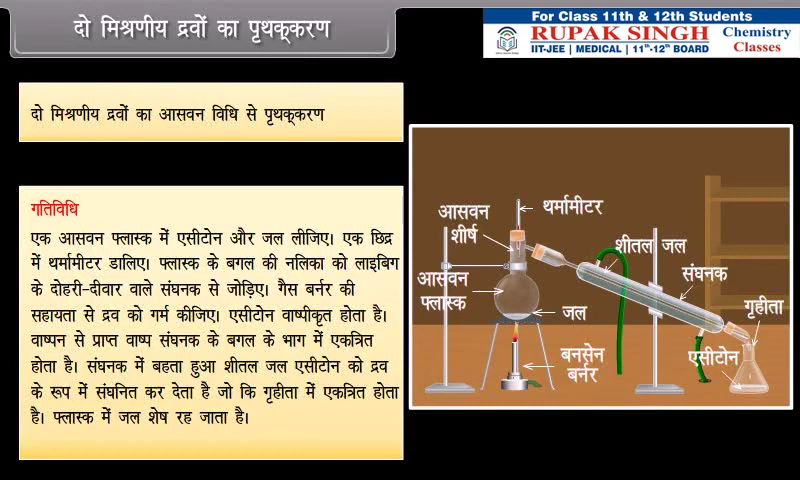 दो मिश्रणीय द्रवों का पृथक्करण
For Class 11th & 12th Students
RUPAK SINGH
IIT-JEE | MEDICAL | 11th-12th BOARD
Chemistry
Classes
दो मिश्रणीय द्रवों का आसवन विधि से पृथक्करण
गतिविधि
एक आसवन फ्लास्क में एसीटोन और जल लीजिए। एक छिद्र
में थर्मामीटर डालिए। फ्लास्क के बगल की नलिका को लाइबिग
के दोहरी-दीवार वाले संघनक से जोड़िए। गैस बर्नर की
सहायता से द्रव को गर्म कीजिए। एसीटोन वाष्पीकृत होता है।
वाष्पन से प्राप्त वाष्प संघनक के बगल के भाग में एकत्रित
होता है। संघनक में बहता हुआ शीतल जल एसीटोन को द्रव
के रूप में संघनित कर देता है जो कि गृहीता में एकत्रित होता
है। फ्लास्क में जल शेष रह जाता है।
आसवन
शीर्ष
थर्मामीटर
शीतल जल
संघनक
आसवन
फ्लास्क
जल
गृहीता
बनसेन
बर्नर
एसीटोन